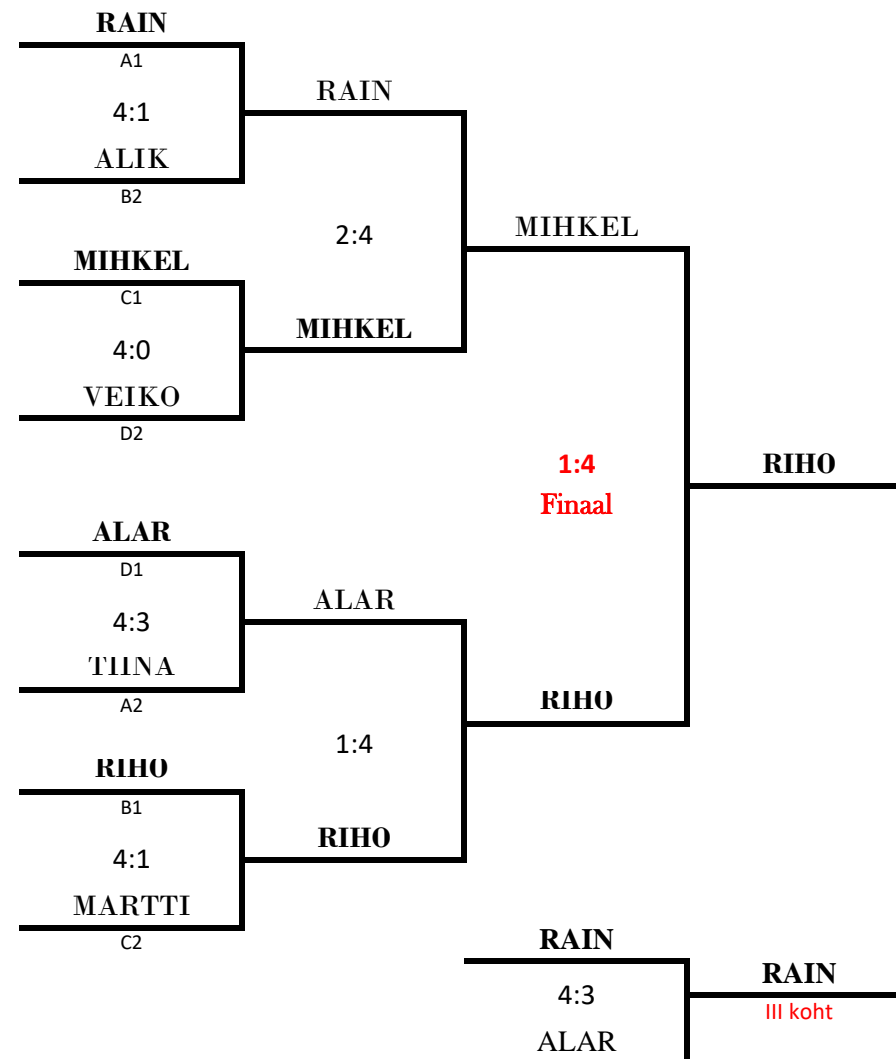 RAIN
A1
4:1
ALIK
B2
MIHKEL
C1
4:0
VEIKO
D2
ALAR
D1
4:3
TIINA
A2
RIHO
B1
4:1
MARTTI
C2
RAIN
2:4
MIHKEL
ALAR
1:4
RIHO
MIHKEL
1:4
Finaal
RIHO
RIHO
RAIN
4:3
ALAR
RAIN
III koht